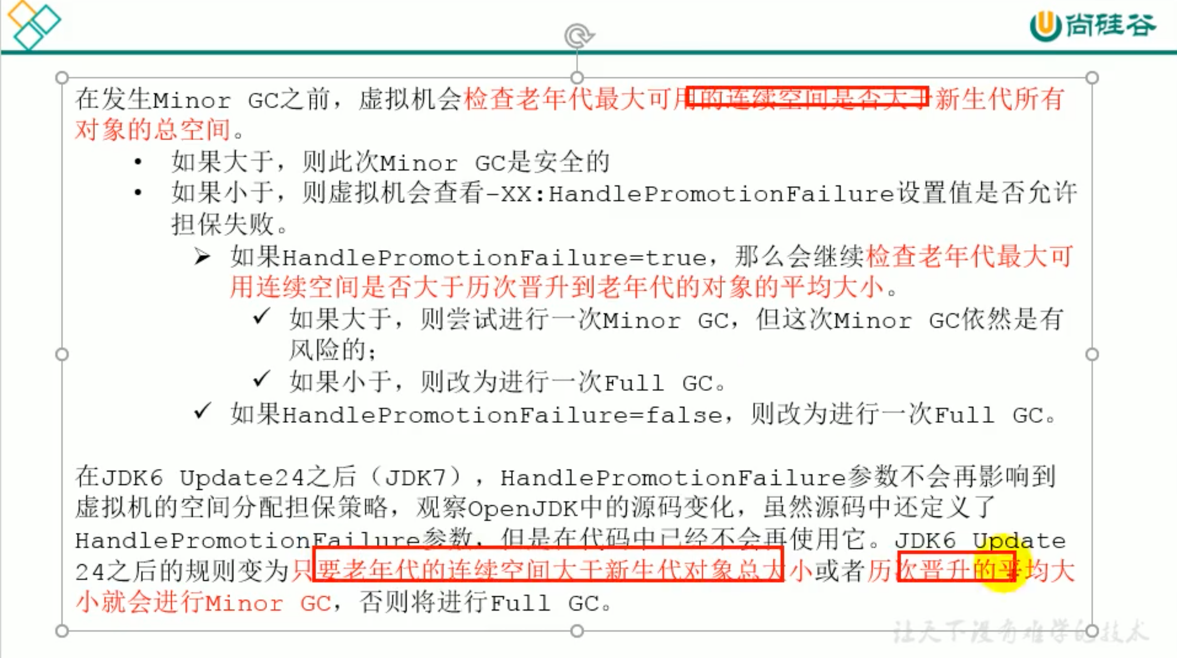 尚硅谷
在发生Minor GC之前，虚拟机会检查老年代最大可用的连续空间是否大于新生代所有
对象的总空间。
• 如果大于，则此次Minor GC是安全的
• 如果小于，则虚拟机会查看-XX:HandlePromotionFailure设置值是否允许
担保失败。
➢ 如果HandlePromotionFailure=true，那么会继续检查老年代最大可
用连续空间是否大于历次晋升到老年代的对象的平均大小。
✓ 如果大于，则尝试进行一次Minor GC，但这次Minor GC依然是有
风险的；
✓ 如果小于，则改为进行一次Full GC。
✓ 如果HandlePromotionFailure=false，则改为进行一次Full GC。
在JDK6 Update24之后（JDK7），HandlePromotionFailure参数不会再影响到
虚拟机的空间分配担保策略，观察OpenJDK中的源码变化，虽然源码中还定义了
HandlePromotionFailure参数，但是在代码中已经不会再使用它。JDK6 Update
24之后的规则变为只要老年代的连续空间大于新生代对象总大小或者历次晋升的平均大
小就会进行Minor GC，否则将进行Full GC。
让天下没有难学的技术